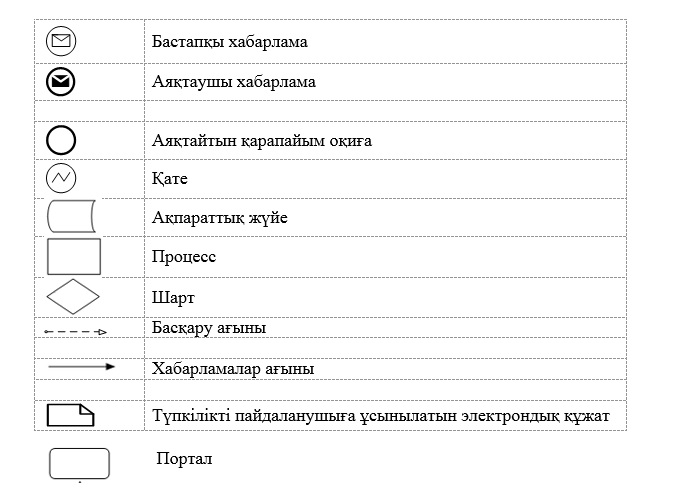 Бастапқы хабарлама
Аяқтаушы хабарлама
Аяқтайтын қарапайым оқиға
Қате
Ақпараттық жүйе
Процесс
Шарт
Басқару ағыны
Хабарламалар ағыны
Түпкілікті пайдаланушыға ұсынылатын электрондық құжат
Портал